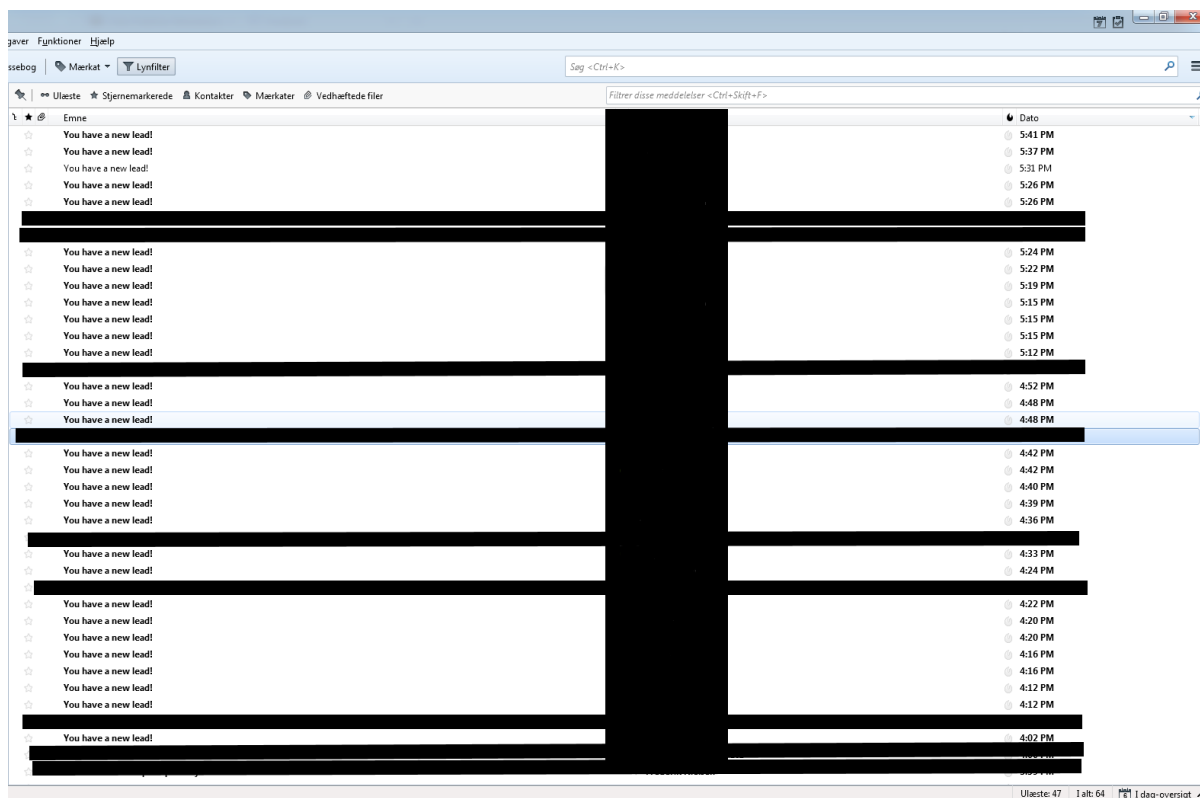 gaver Funktioner Hjælp
ssebog Mærkat Lynfilter Søg <Ctrl+K>
Ulæste Stjernemarkerede Kontakter Mærkater Vedhæftede filer Filtrer disse meddelelser <Ctrl+Skift+F>
Emne Dato
You have a new lead! 5:41 PM
You have a new lead! 5:37 PM
You have a new lead! 5:31 PM
You have a new lead! 5:26 PM
You have a new lead! 5:26 PM
You have a new lead! 5:24 PM
You have a new lead! 5:22 PM
You have a new lead! 5:19 PM
You have a new lead! 5:15 PM
You have a new lead! 5:15 PM
You have a new lead! 5:15 PM
You have a new lead! 5:12 PM
You have a new lead! 4:52 PM
You have a new lead! 4:48 PM
You have a new lead! 4:48 PM
You have a new lead! 4:42 PM
You have a new lead! 4:42 PM
You have a new lead! 4:40 PM
You have a new lead! 4:39 PM
You have a new lead! 4:36 PM
You have a new lead! 4:33 PM
You have a new lead! 4:24 PM
You have a new lead! 4:22 PM
You have a new lead! 4:20 PM
You have a new lead! 4:20 PM
You have a new lead! 4:16 PM
You have a new lead! 4:16 PM
You have a new lead! 4:12 PM
You have a new lead! 4:12 PM
You have a new lead! 4:02 PM
Ulæste: 47 I alt: 64 I dag-oversigt